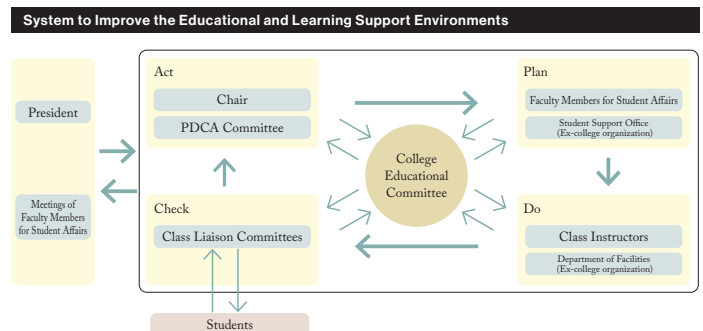 System to Improve the Educational and Learning Support Environments
President
Meetings of
Faculty Members
for Student Affairs
Act
Chair
PDCA Committee
Plan
Faculty Members for Student Affairs
Student Support Office
(Ex-college organization)
College
Educational
Committee
Check
Class Liaison Committees
Do
Class Instructors
Department of Facilities
(Ex-college organization)
Students